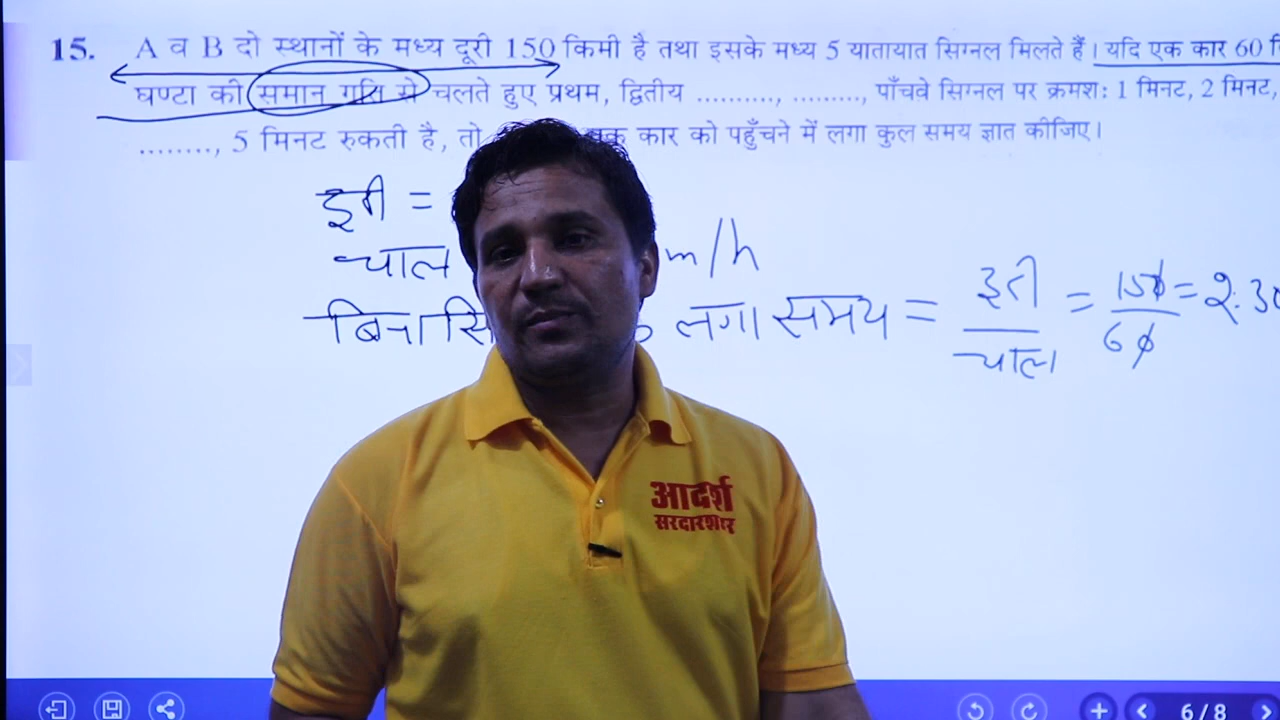 15. A व B दो स्थानों के मध्य दूरी 150 किमी है तथा इसके मध्य 5 यातायात सिग्नल मिलते हैं। यदि एक कार 60
घण्टा की समान गति से चलते हुए प्रथम, द्वितीय .........., ........., पाँचवे सिग्नल पर क्रमशः 1 मिनट, 2 मिनट,
........, 5 मिनट रुकती है, तो कार को पहुँचने में लगा कुल समय ज्ञात कीजिए।
दूरी =
चाल m/h
बिना सि लगा समय = दूरी / चाल = 150 / 60 = 2:30
आदर्श
सरदारशहर
6/8